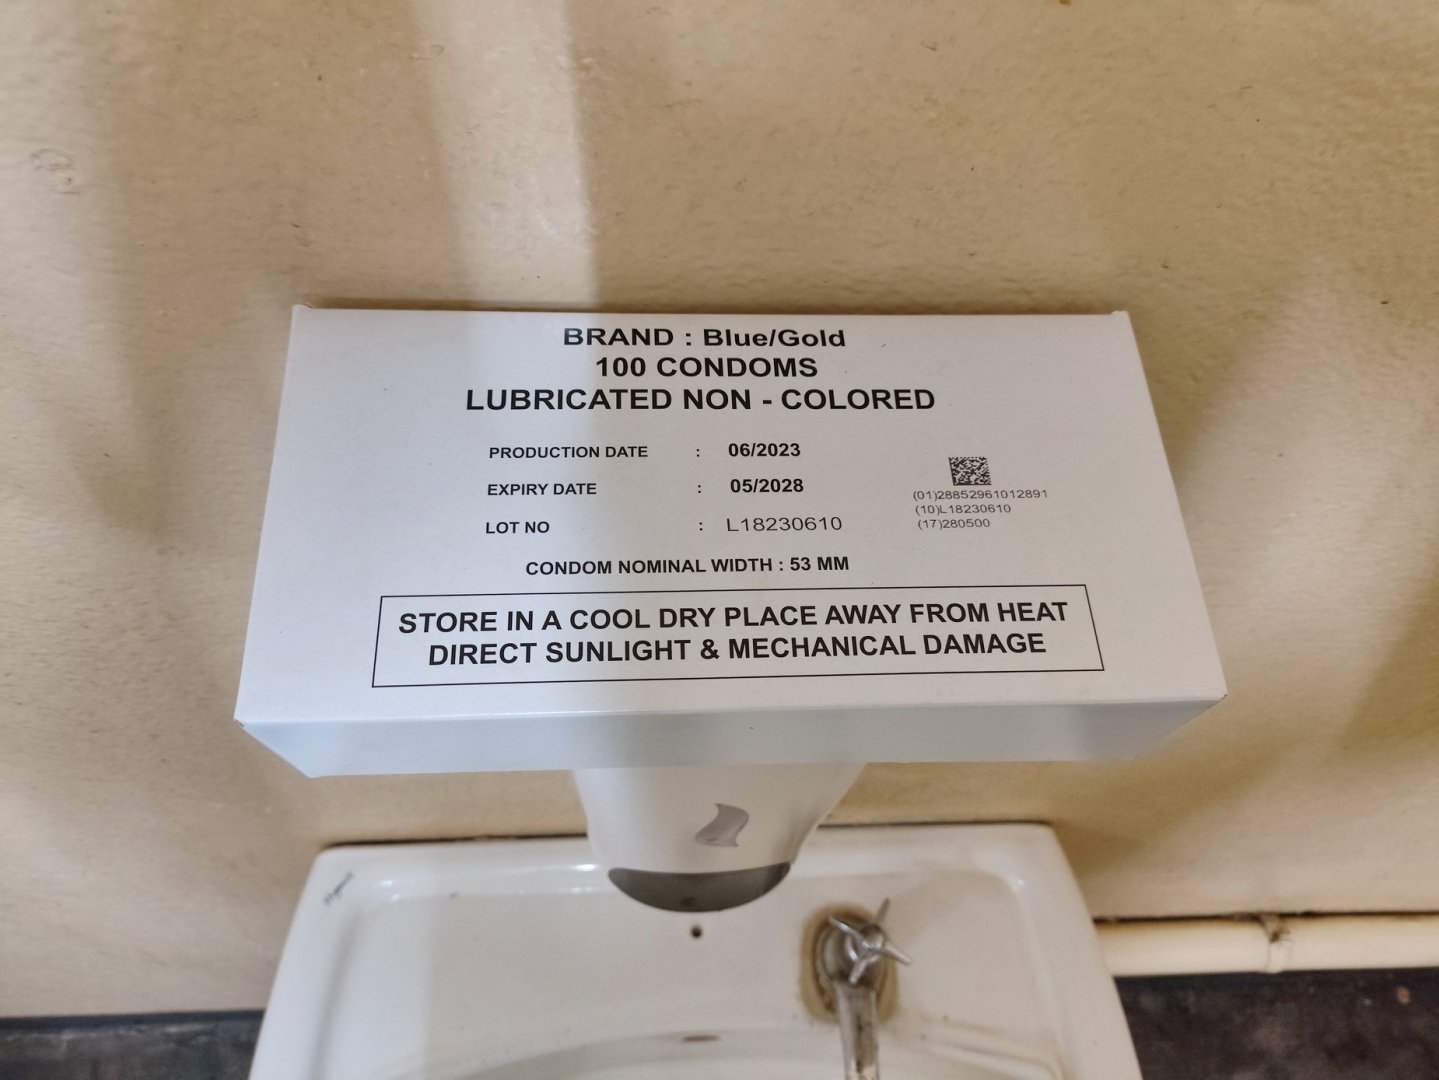 BRAND : Blue/Gold
100 CONDOMS
LUBRICATED NON - COLORED
PRODUCTION DATE : 06/2023
EXPIRY DATE : 05/2028
LOT NO : L18230610
(01)28852961012891
(10)L18230610
(17)280500
CONDOM NOMINAL WIDTH : 53 MM
STORE IN A COOL DRY PLACE AWAY FROM HEAT
DIRECT SUNLIGHT & MECHANICAL DAMAGE